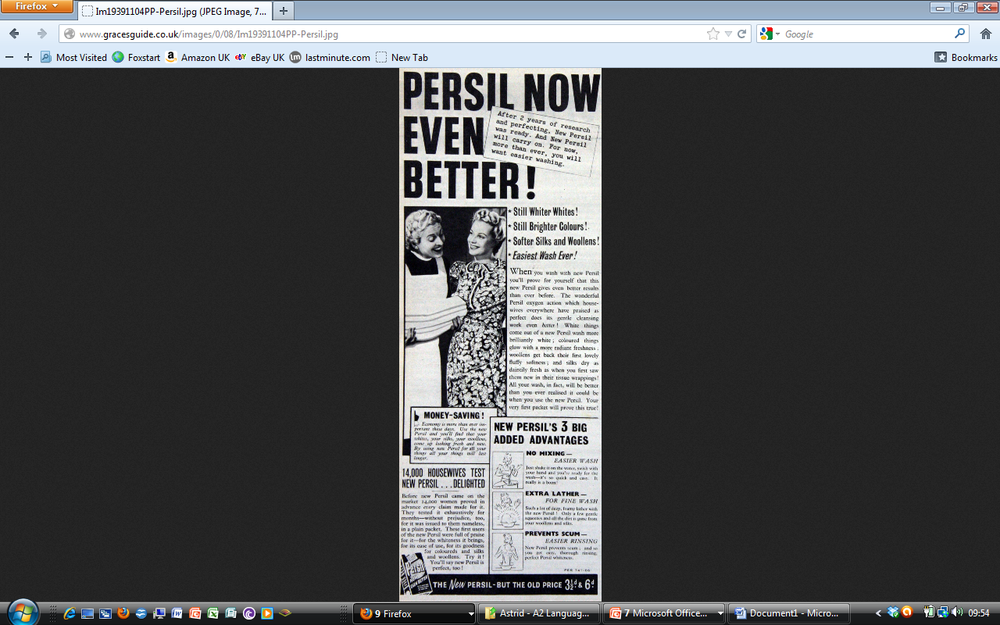 Firefox
Im19391104PP-Persil.jpg (JPEG Image, 7...
www.gracesguide.co.uk/images/0/08/Im19391104PP-Persil.jpg
Google
Most Visited
Foxstart
Amazon UK
eBay UK
lastminute.com
New Tab
Bookmarks
PERSIL NOW
EVEN
BETTER!
After 2 years of research
and perfecting, New Persil
was ready. And New Persil
will carry on. For now,
more than ever, you will
want easier washing.
* Still Whiter Whites!
* Still Brighter Colours!
* Softer Silks and Woollens!
* Easiest Wash Ever!
When you wash with new Persil
you'll prove for yourself that this
new Persil gives even better results
than ever before. The wonderful
Persil oxygen action which house-
wives everywhere have praised as
perfect does its gentle cleansing
work even better! White things
come out of a new Persil wash more
brilliantly white; coloured things
glow with a more radiant freshness;
woollens get back their first lovely
fluffy softness; and silks dry as
daintily fresh as when you first saw
them new in their tissue wrappings!
All your wash, in fact, will be better
than you ever realised it could be
when you use the new Persil. Your
very first packet will prove this true!
MONEY-SAVING!
Economy is more than ever im-
portant these days. Use the new
Persil and you'll find that your
whites, your silks, your woollens,
come up looking fresh and new.
By using new Persil for all your
things all your things will last
longer.
14,000 HOUSEWIVES TEST
NEW PERSIL...DELIGHTED
Before new Persil came on the
market 14,000 women proved in
advance every claim made for it.
They tested it exhaustively for
months—without prejudice, too,
for it was issued to them nameless,
in a plain packet. These first users
of the new Persil were full of praise
for it—for the whiteness it brings,
for its ease of use, for its goodness
for coloureds and silks
and woollens. Try it!
You'll say new Persil is
perfect, too!
Persil
NEW PERSIL'S 3 BIG
ADDED ADVANTAGES
NO MIXING—
EASIER WASH
Just shake it on the water, swish with
your hand and you're ready for the
wash—it's so quick and easy. It
really is a boon!
EXTRA LATHER—
FOR FINE WASH
Such a lot of deep, foamy lather with
the new Persil! Only a few gentle
squeezes and all the dirt is gone from
your woollens and silks.
PREVENTS SCUM—
EASIER RINSING
New Persil prevents scum; and so
you get easy, thorough rinsing,
perfect Persil whiteness.
THE New PERSIL-BUT THE OLD PRICE 3½d & 6d.
9 Firefox
Astrid - A2 Languag...
7 Microsoft Office...
Document1 - Micro...
09:54